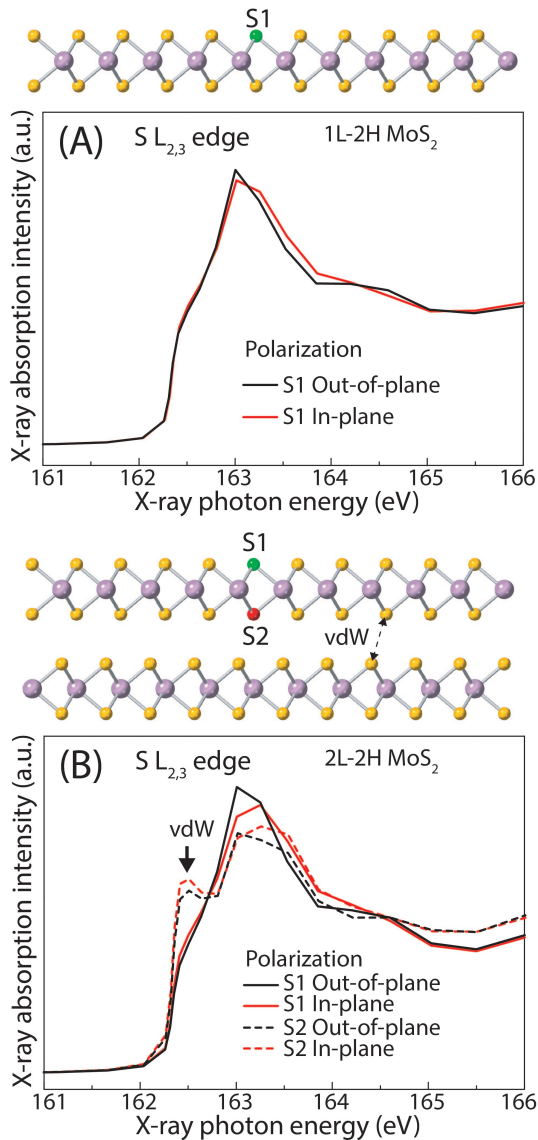 S1
(A)
S L2,3 edge
1L-2H MoS2
X-ray absorption intensity (a.u.)
Polarization
S1 Out-of-plane
S1 In-plane
161 162 163 164 165 166
X-ray photon energy (eV)
S1
S2
vdW
(B)
S L2,3 edge
2L-2H MoS2
X-ray absorption intensity (a.u.)
vdW
Polarization
S1 Out-of-plane
S1 In-plane
S2 Out-of-plane
S2 In-plane
161 162 163 164 165 166
X-ray photon energy (eV)